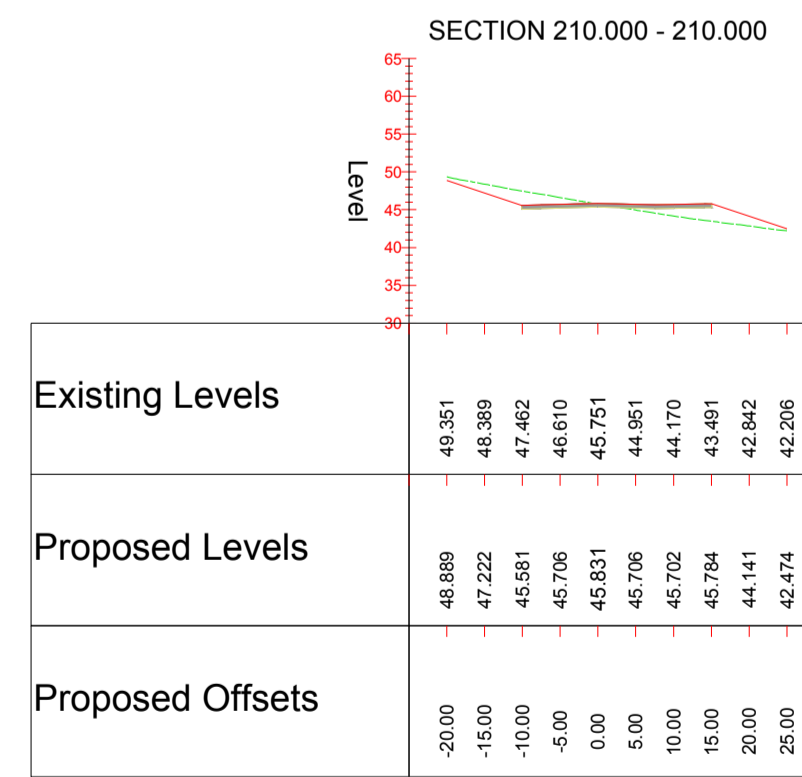 SECTION 210.000 - 210.000
65
60
55
50
45
40
35
30
Level
Existing Levels
49.351 48.389 47.462 46.610 45.751 44.951 44.170 43.491 42.842 42.206
Proposed Levels
48.889 47.222 45.581 45.706 45.831 45.706 45.702 45.784 44.141 42.474
Proposed Offsets
-20.00 -15.00 -10.00 -5.00 0.00 5.00 10.00 15.00 20.00 25.00